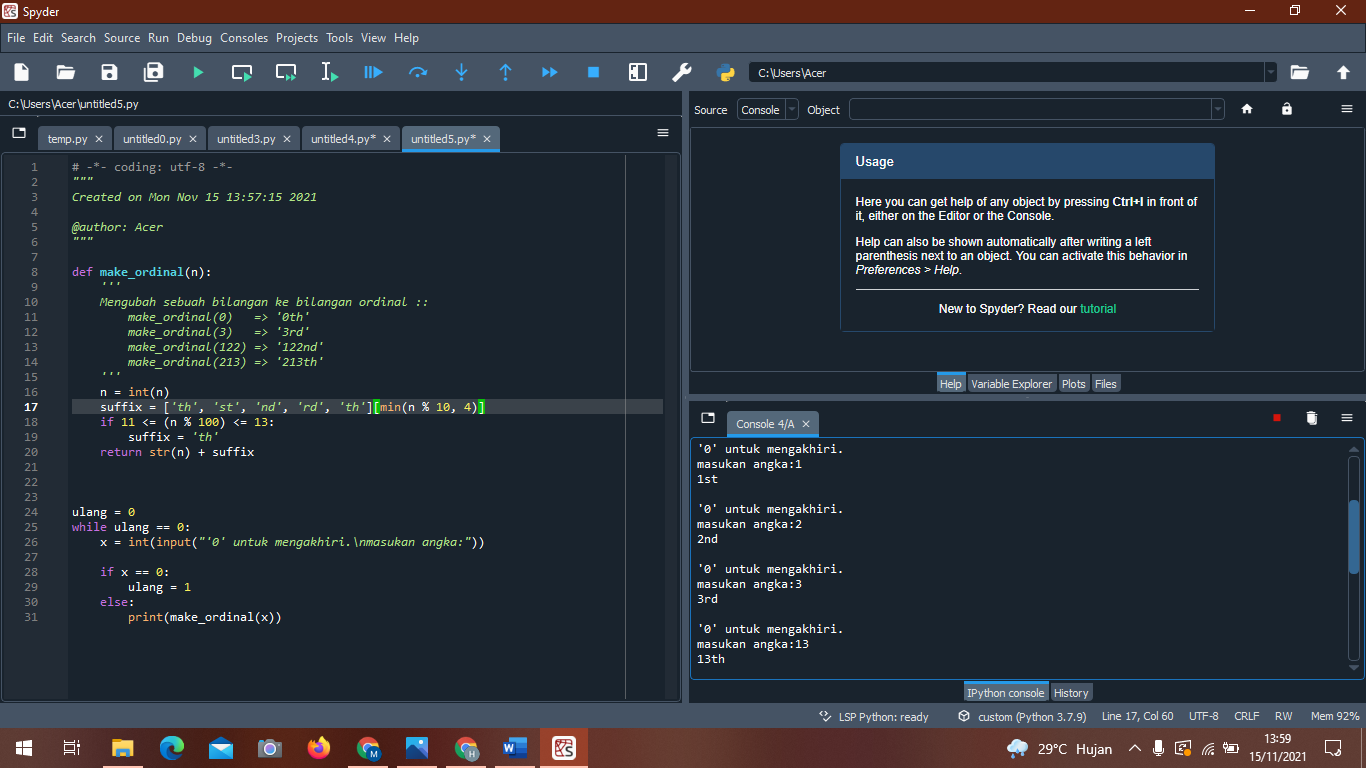 Spyder
File Edit Search Source Run Debug Consoles Projects Tools View Help
C:\Users\Acer
C:\Users\Acer\untitled5.py
temp.py untitled0.py untitled3.py untitled4.py* untitled5.py*
1 # -*- coding: utf-8 -*-
2 """
3 Created on Mon Nov 15 13:57:15 2021
4
5 @author: Acer
6 """
7
8 def make_ordinal(n):
9     '''
10     Mengubah sebuah bilangan ke bilangan ordinal ::
11         make_ordinal(0)   => '0th'
12         make_ordinal(3)   => '3rd'
13         make_ordinal(122) => '122nd'
14         make_ordinal(213) => '213th'
15     '''
16     n = int(n)
17     suffix = ['th', 'st', 'nd', 'rd', 'th'][min(n % 10, 4)]
18     if 11 <= (n % 100) <= 13:
19         suffix = 'th'
20     return str(n) + suffix
21
22
23
24 ulang = 0
25 while ulang == 0:
26     x = int(input("'0' untuk mengakhiri.\nmasukan angka:"))
27
28     if x == 0:
29         ulang = 1
30     else:
31         print(make_ordinal(x))
Source Console Object
Usage
Here you can get help of any object by pressing Ctrl+I in front of
it, either on the Editor or the Console.
Help can also be shown automatically after writing a left
parenthesis next to an object. You can activate this behavior in
Preferences > Help.
New to Spyder? Read our tutorial
Help Variable Explorer Plots Files
Console 4/A
'0' untuk mengakhiri.
masukan angka:1
1st
'0' untuk mengakhiri.
masukan angka:2
2nd
'0' untuk mengakhiri.
masukan angka:3
3rd
'0' untuk mengakhiri.
masukan angka:13
13th
IPython console History
LSP Python: ready custom (Python 3.7.9) Line 17, Col 60 UTF-8 CRLF RW Mem 92%
29°C Hujan
13:59
15/11/2021